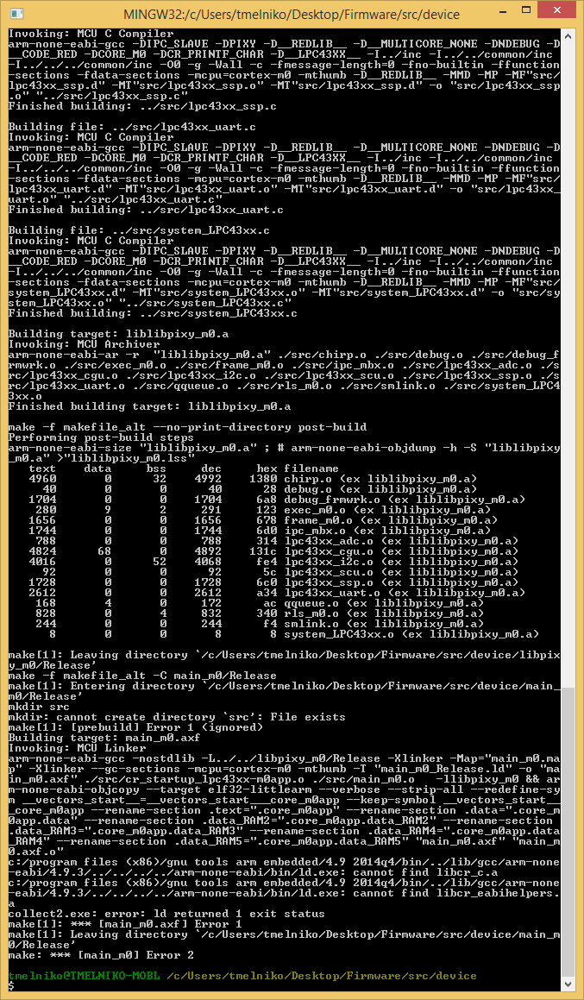 MINGW32:/c/Users/tmelniko/Desktop/Firmware/src/device
Invoking: MCU C Compiler
arm-none-eabi-gcc -DIPC_SLAVE -DPIXY -D__REDLIB__ -D__MULTICORE_NONE -DNDEBUG -D
__CODE_RED -DCORE_M0 -DCR_PRINTF_CHAR -D__LPC43XX__ -I../inc -I../../common/inc
-I../../../common/inc -O0 -g -Wall -c -fmessage-length=0 -fno-builtin -ffunction
-sections -fdata-sections -mcpu=cortex-m0 -mthumb -D__REDLIB__ -MMD -MP -MF"src/
lpc43xx_ssp.d" -MT"src/lpc43xx_ssp.o" -MT"src/lpc43xx_ssp.d" -o "src/lpc43xx_ssp
.o" "../src/lpc43xx_ssp.c"
Finished building: ../src/lpc43xx_ssp.c
Building file: ../src/lpc43xx_uart.c
Invoking: MCU C Compiler
arm-none-eabi-gcc -DIPC_SLAVE -DPIXY -D__REDLIB__ -D__MULTICORE_NONE -DNDEBUG -D
__CODE_RED -DCORE_M0 -DCR_PRINTF_CHAR -D__LPC43XX__ -I../inc -I../../common/inc
-I../../../common/inc -O0 -g -Wall -c -fmessage-length=0 -fno-builtin -ffunction
-sections -fdata-sections -mcpu=cortex-m0 -mthumb -D__REDLIB__ -MMD -MP -MF"src/
lpc43xx_uart.d" -MT"src/lpc43xx_uart.o" -MT"src/lpc43xx_uart.d" -o "src/lpc43xx_
uart.o" "../src/lpc43xx_uart.c"
Finished building: ../src/lpc43xx_uart.c
Building file: ../src/system_LPC43xx.c
Invoking: MCU C Compiler
arm-none-eabi-gcc -DIPC_SLAVE -DPIXY -D__REDLIB__ -D__MULTICORE_NONE -DNDEBUG -D
__CODE_RED -DCORE_M0 -DCR_PRINTF_CHAR -D__LPC43XX__ -I../inc -I../../common/inc
-I../../../common/inc -O0 -g -Wall -c -fmessage-length=0 -fno-builtin -ffunction
-sections -fdata-sections -mcpu=cortex-m0 -mthumb -D__REDLIB__ -MMD -MP -MF"src/
system_LPC43xx.d" -MT"src/system_LPC43xx.o" -MT"src/system_LPC43xx.d" -o "src/sy
stem_LPC43xx.o" "../src/system_LPC43xx.c"
Finished building: ../src/system_LPC43xx.c
Building target: liblibpixy_m0.a
Invoking: MCU Archiver
arm-none-eabi-ar -r  "liblibpixy_m0.a" ./src/chirp.o ./src/debug.o ./src/debug_f
rmwrk.o ./src/exec_m0.o ./src/frame_m0.o ./src/ipc_mbx.o ./src/lpc43xx_adc.o ./s
rc/lpc43xx_cgu.o ./src/lpc43xx_i2c.o ./src/lpc43xx_scu.o ./src/lpc43xx_ssp.o ./s
rc/lpc43xx_uart.o ./src/qqueue.o ./src/rls_m0.o ./src/smlink.o ./src/system_LPC4
3xx.o
Finished building target: liblibpixy_m0.a
make -f makefile_alt --no-print-directory post-build
Performing post-build steps
arm-none-eabi-size "liblibpixy_m0.a" ; # arm-none-eabi-objdump -h -S "liblibpixy
_m0.a" >"liblibpixy_m0.lss"
text data bss dec hex filename
4960 0 32 4992 1380 chirp.o (ex liblibpixy_m0.a)
40 0 0 40 28 debug.o (ex liblibpixy_m0.a)
1704 0 0 1704 6a8 debug_frmwrk.o (ex liblibpixy_m0.a)
280 9 2 291 123 exec_m0.o (ex liblibpixy_m0.a)
1656 0 0 1656 678 frame_m0.o (ex liblibpixy_m0.a)
1744 0 0 1744 6d0 ipc_mbx.o (ex liblibpixy_m0.a)
788 0 0 788 314 lpc43xx_adc.o (ex liblibpixy_m0.a)
4824 68 0 4892 131c lpc43xx_cgu.o (ex liblibpixy_m0.a)
4016 0 52 4068 fe4 lpc43xx_i2c.o (ex liblibpixy_m0.a)
92 0 0 92 5c lpc43xx_scu.o (ex liblibpixy_m0.a)
1728 0 0 1728 6c0 lpc43xx_ssp.o (ex liblibpixy_m0.a)
2612 0 0 2612 a34 lpc43xx_uart.o (ex liblibpixy_m0.a)
168 4 0 172 ac qqueue.o (ex liblibpixy_m0.a)
828 0 4 832 340 rls_m0.o (ex liblibpixy_m0.a)
244 0 0 244 f4 smlink.o (ex liblibpixy_m0.a)
8 0 0 8 8 system_LPC43xx.o (ex liblibpixy_m0.a)
make[1]: Leaving directory `/c/Users/tmelniko/Desktop/Firmware/src/device/libpix
y_m0/Release'
make -f makefile_alt -C main_m0/Release
make[1]: Entering directory `/c/Users/tmelniko/Desktop/Firmware/src/device/main_
m0/Release'
mkdir src
mkdir: cannot create directory `src': File exists
make[1]: [prebuild] Error 1 (ignored)
Building target: main_m0.axf
Invoking: MCU Linker
arm-none-eabi-gcc -nostdlib -L../../libpixy_m0/Release -Xlinker -Map="main_m0.ma
p" -Xlinker --gc-sections -mcpu=cortex-m0 -mthumb -T "main_m0_Release.ld" -o "ma
in_m0.axf" ./src/cr_startup_lpc43xx-m0app.o ./src/main_m0.o   -llibpixy_m0 && ar
m-none-eabi-objcopy --target elf32-littlearm --verbose --strip-all --redefine-sy
m __vectors_start__=__vectors_start___core_m0app --keep-symbol __vectors_start__
_core_m0app --rename-section .text=".core_m0app" --rename-section .data=".core_m
0app.data" --rename-section .data_RAM2=".core_m0app.data_RAM2" --rename-section
.data_RAM3=".core_m0app.data_RAM3" --rename-section .data_RAM4=".core_m0app.data
_RAM4" --rename-section .data_RAM5=".core_m0app.data_RAM5" "main_m0.axf" "main_m
0.axf.o"
c:/program files (x86)/gnu tools arm embedded/4.9 2014q4/bin/../lib/gcc/arm-none
-eabi/4.9.3/../../../../arm-none-eabi/bin/ld.exe: cannot find libcr_c.a
c:/program files (x86)/gnu tools arm embedded/4.9 2014q4/bin/../lib/gcc/arm-none
-eabi/4.9.3/../../../../arm-none-eabi/bin/ld.exe: cannot find libcr_eabihelpers.
a
collect2.exe: error: ld returned 1 exit status
make[1]: *** [main_m0.axf] Error 1
make[1]: Leaving directory `/c/Users/tmelniko/Desktop/Firmware/src/device/main_m
0/Release'
make: *** [main_m0] Error 2
tmelniko@TMELNIKO-MOBL /c/Users/tmelniko/Desktop/Firmware/src/device
$